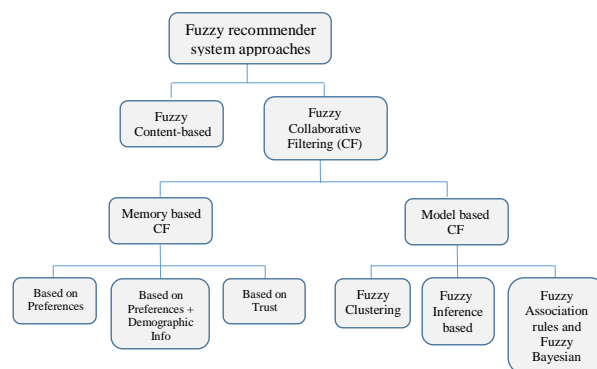 Fuzzy recommender
system approaches
Fuzzy
Content-based
Fuzzy
Collaborative
Filtering (CF)
Memory based
CF
Model based
CF
Based on
Preferences
Based on
Preferences +
Demographic
Info
Based on
Trust
Fuzzy
Clustering
Fuzzy
Inference
based
Fuzzy
Association
rules and
Fuzzy
Bayesian